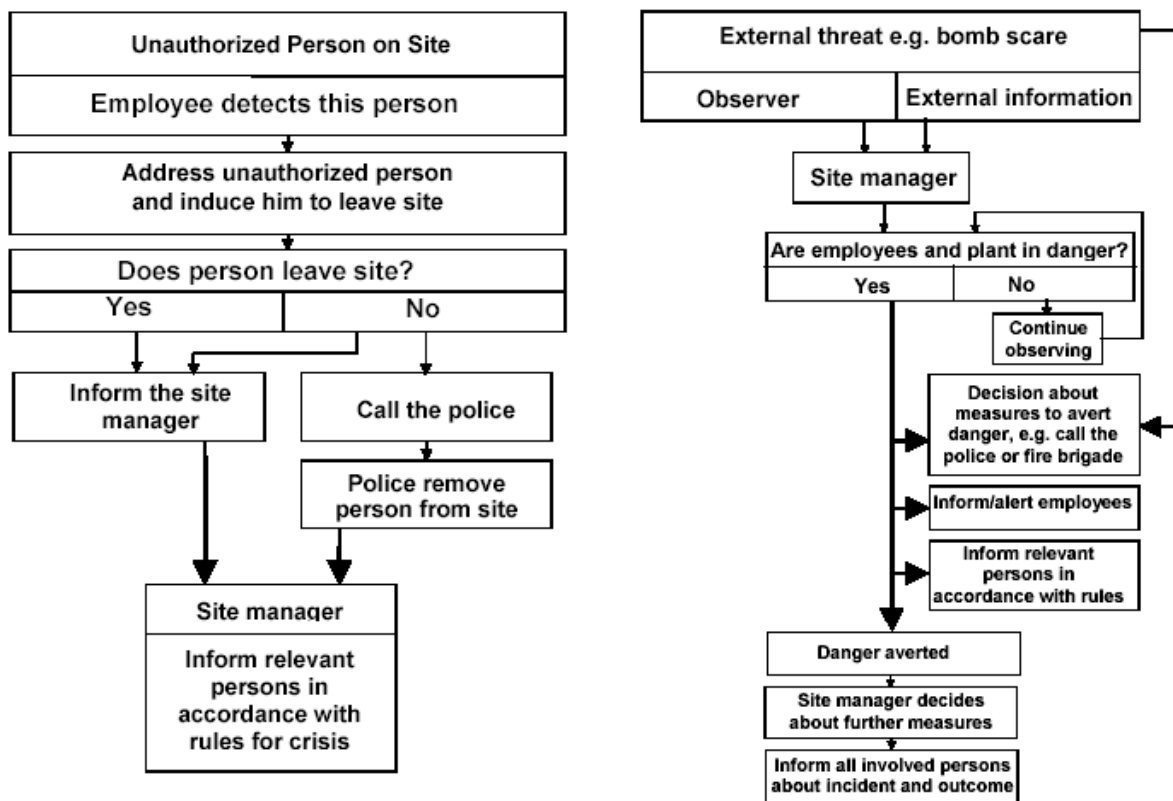 Unauthorized Person on Site
Employee detects this person
Address unauthorized person
and induce him to leave site
Does person leave site?
Yes
No
Inform the site
manager
Call the police
Police remove
person from site
Site manager
Inform relevant
persons in
accordance with
rules for crisis
External threat e.g. bomb scare
Observer
External information
Site manager
Are employees and plant in danger?
Yes
No
Continue
observing
Decision about
measures to avert
danger, e.g. call the
police or fire brigade
Inform/alert employees
Inform relevant
persons in
accordance with rules
Danger averted
Site manager decides
about further measures
Inform all involved persons
about incident and outcome